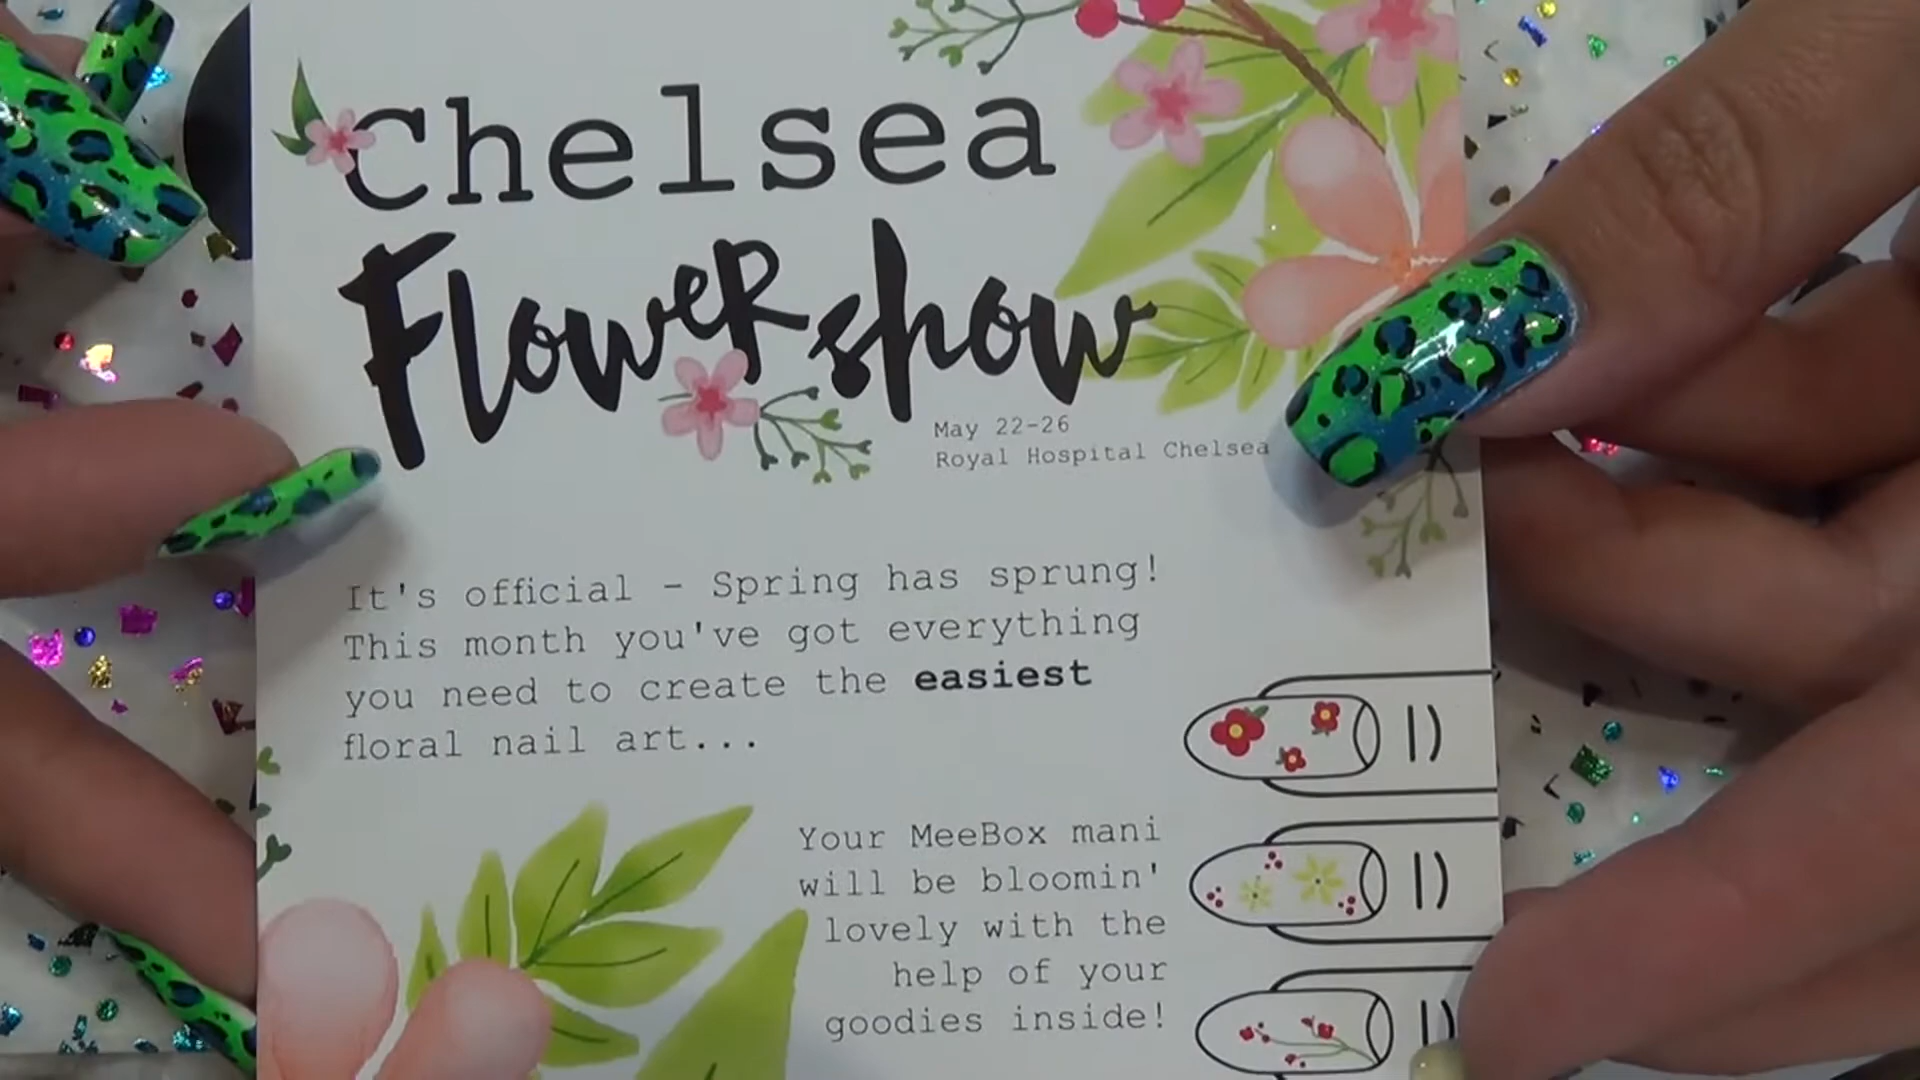 Chelsea
Flower show
May 22-26
Royal Hospital Chelsea
It's official - Spring has sprung!
This month you've got everything
you need to create the easiest
floral nail art...
Your MeeBox mani
will be bloomin'
lovely with the
help of your
goodies inside!